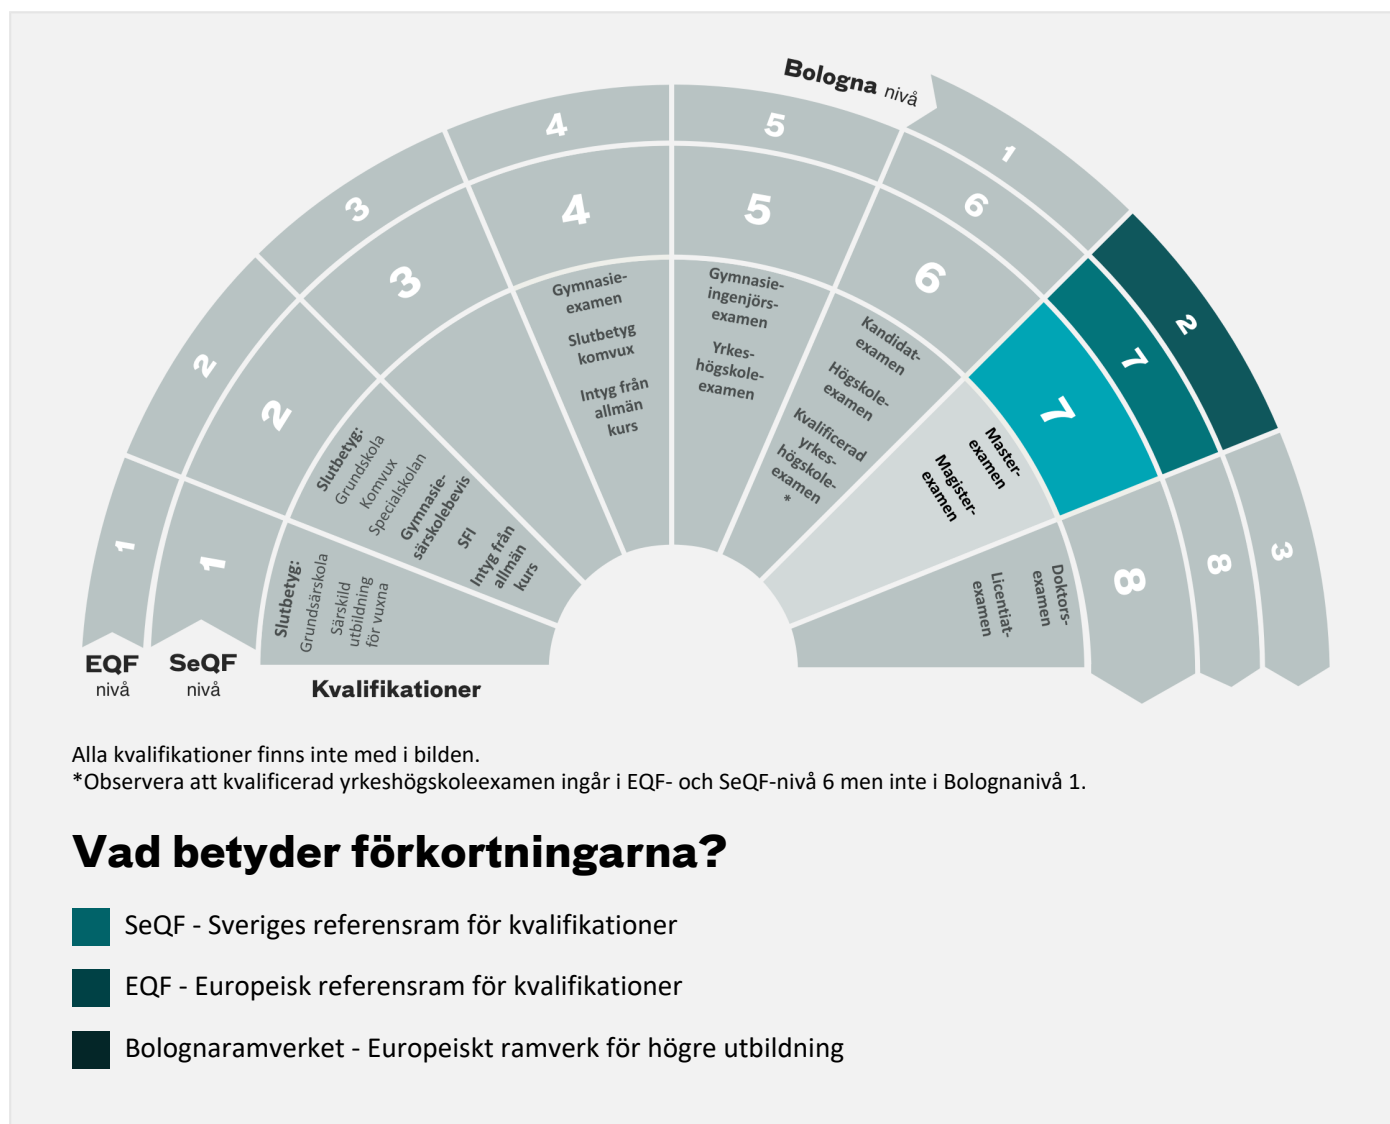 Bologna nivå
1
2
3
1
2
3
4
5
6
7
8
1
2
3
4
5
6
7
8
EQF
nivå
SeQF
nivå
Kvalifikationer
Slutbetyg:
Grundsärskola
Särskild
utbildning
för vuxna
Slutbetyg:
Grundskola
Komvux
Specialskolan
Gymnasie-
särskolebevis
SFI
Intyg från
allmän
kurs
Gymnasie-
examen
Slutbetyg
komvux
Intyg från
allmän
kurs
Gymnasie-
ingenjörs-
examen
Yrkes-
högskole-
examen
Kandidat-
examen
Högskole-
examen
Kvalificerad
yrkes-
högskole-
examen
*
Master-
examen
Magister-
examen
Doktors-
examen
Licentiat-
examen
Alla kvalifikationer finns inte med i bilden.
*Observera att kvalificerad yrkeshögskoleexamen ingår i EQF- och SeQF-nivå 6 men inte i Bolognanivå 1.
Vad betyder förkortningarna?
SeQF - Sveriges referensram för kvalifikationer
EQF - Europeisk referensram för kvalifikationer
Bolognaramverket - Europeiskt ramverk för högre utbildning